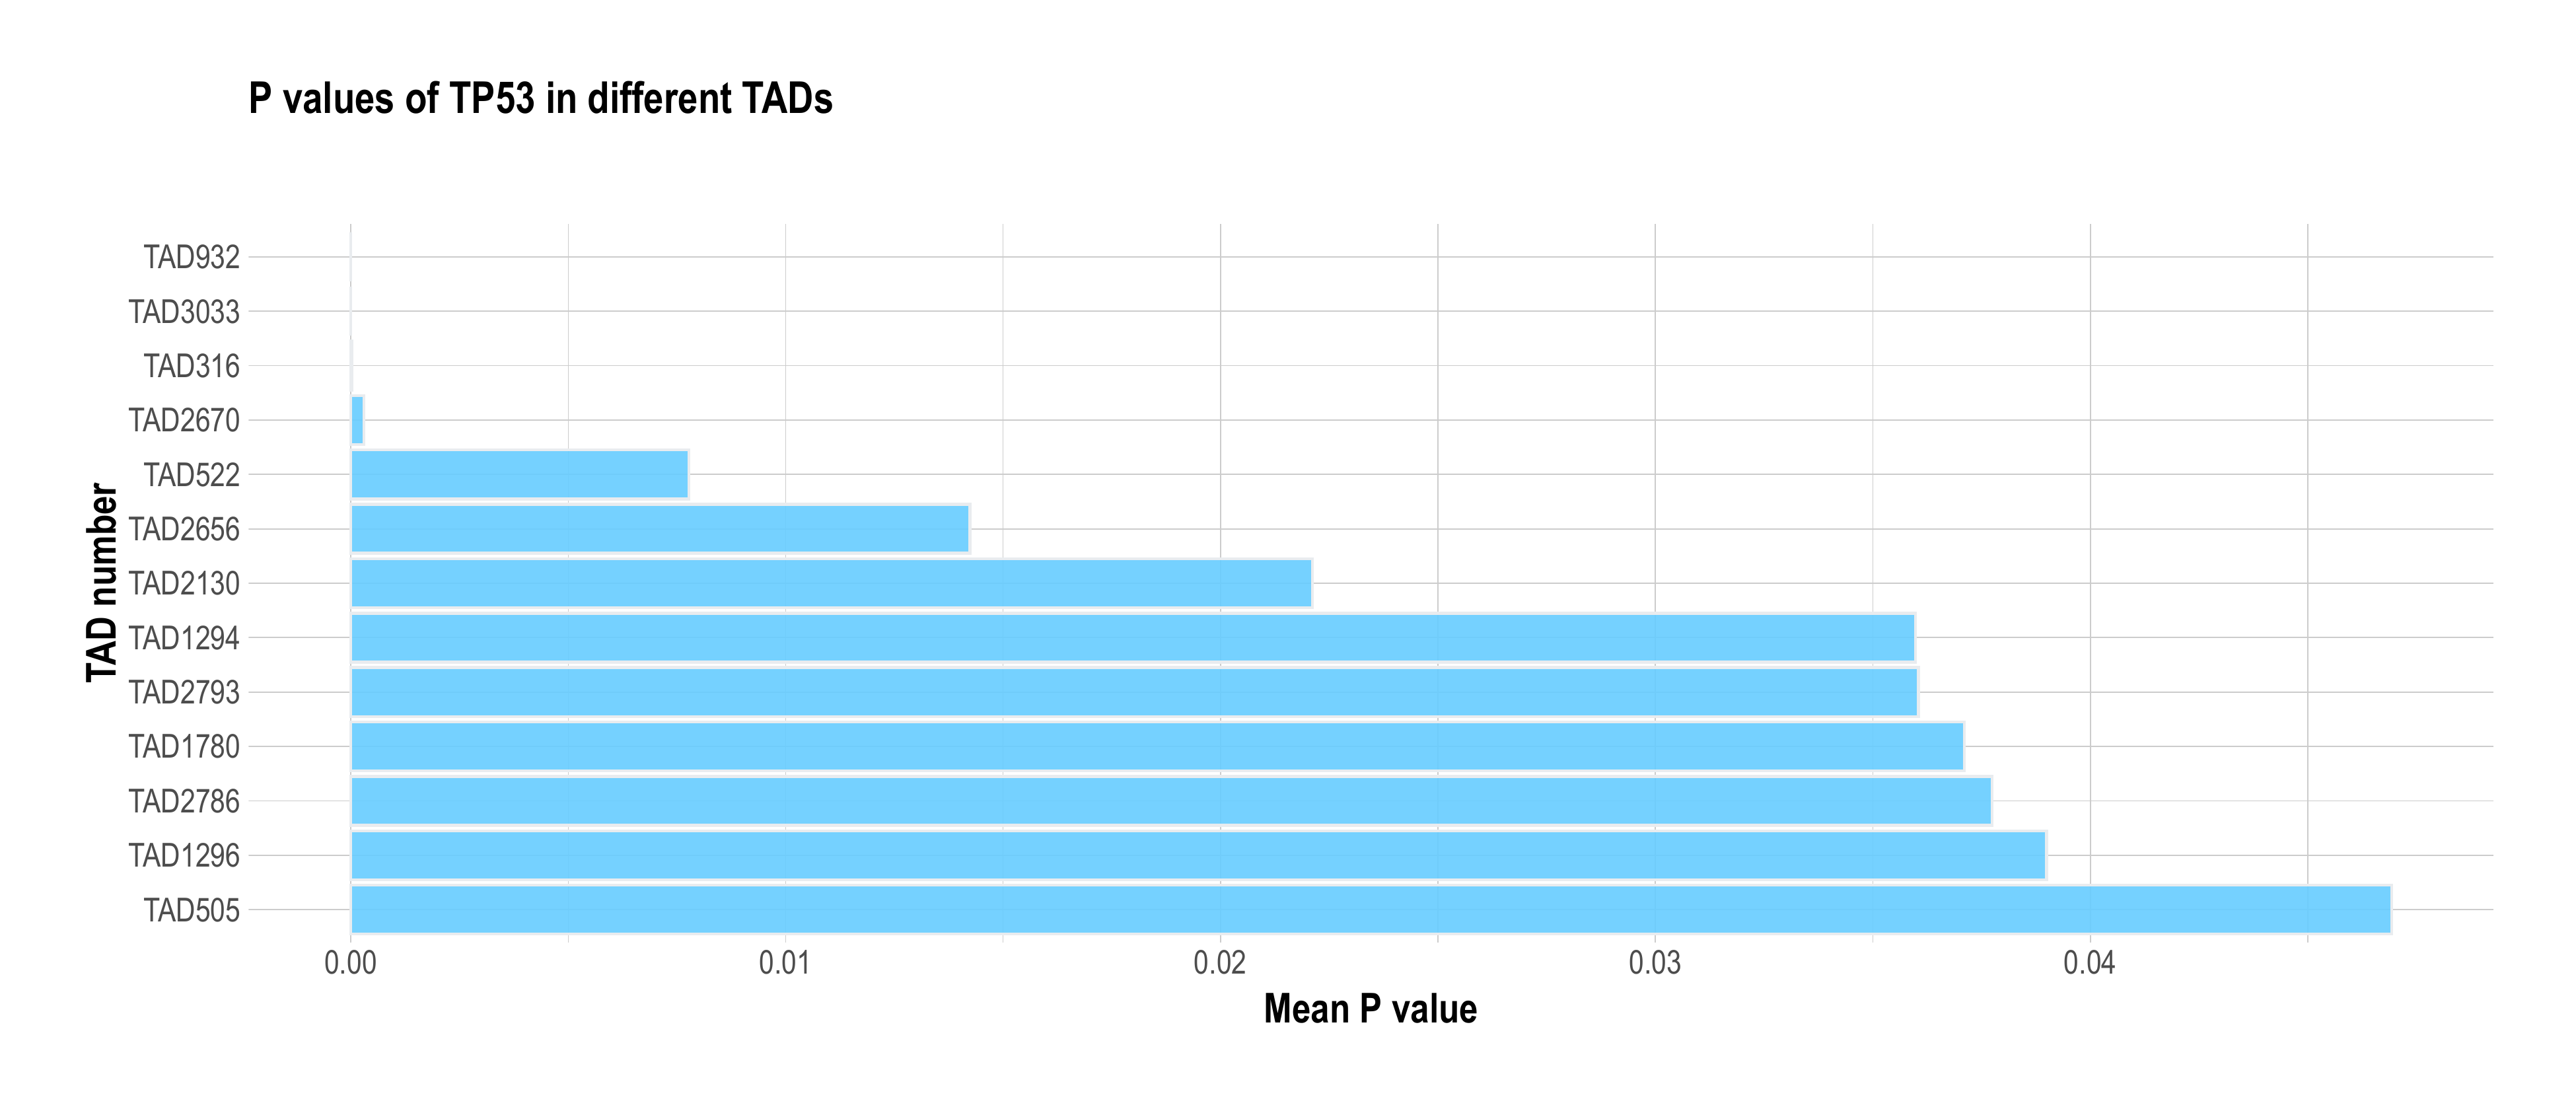 P values of TP53 in different TADs
TAD number
TAD932
TAD3033
TAD316
TAD2670
TAD522
TAD2656
TAD2130
TAD1294
TAD2793
TAD1780
TAD2786
TAD1296
TAD505
0.00 0.01 0.02 0.03 0.04
Mean P value